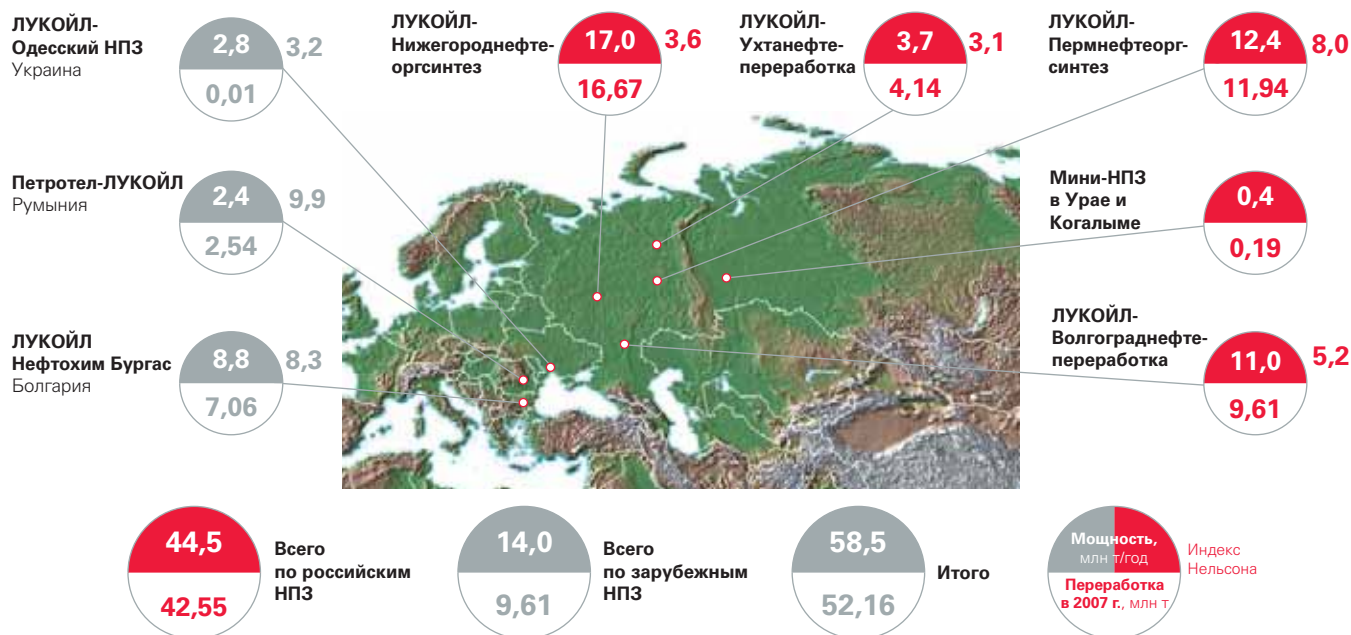 ЛУКОЙЛ-
Одесский НПЗ
Украина
2,8
3,2
0,01
ЛУКОЙЛ-
Нижегороднефте-
оргсинтез
17,0
3,6
16,67
ЛУКОЙЛ-
Ухтанефте-
переработка
3,7
3,1
4,14
ЛУКОЙЛ-
Пермнефтеорг-
синтез
12,4
8,0
11,94
Петротел-ЛУКОЙЛ
Румыния
2,4
9,9
2,54
Мини-НПЗ
в Урае и
Когалыме
0,4
0,19
ЛУКОЙЛ
Нефтохим Бургас
Болгария
8,8
8,3
7,06
ЛУКОЙЛ-
Волгограднефте-
переработка
11,0
5,2
9,61
44,5
42,55
Всего
по российским
НПЗ
14,0
9,61
Всего
по зарубежным
НПЗ
58,5
52,16
Итого
Мощность,
млн т/год
Переработка
в 2007 г., млн т
Индекс
Нельсона